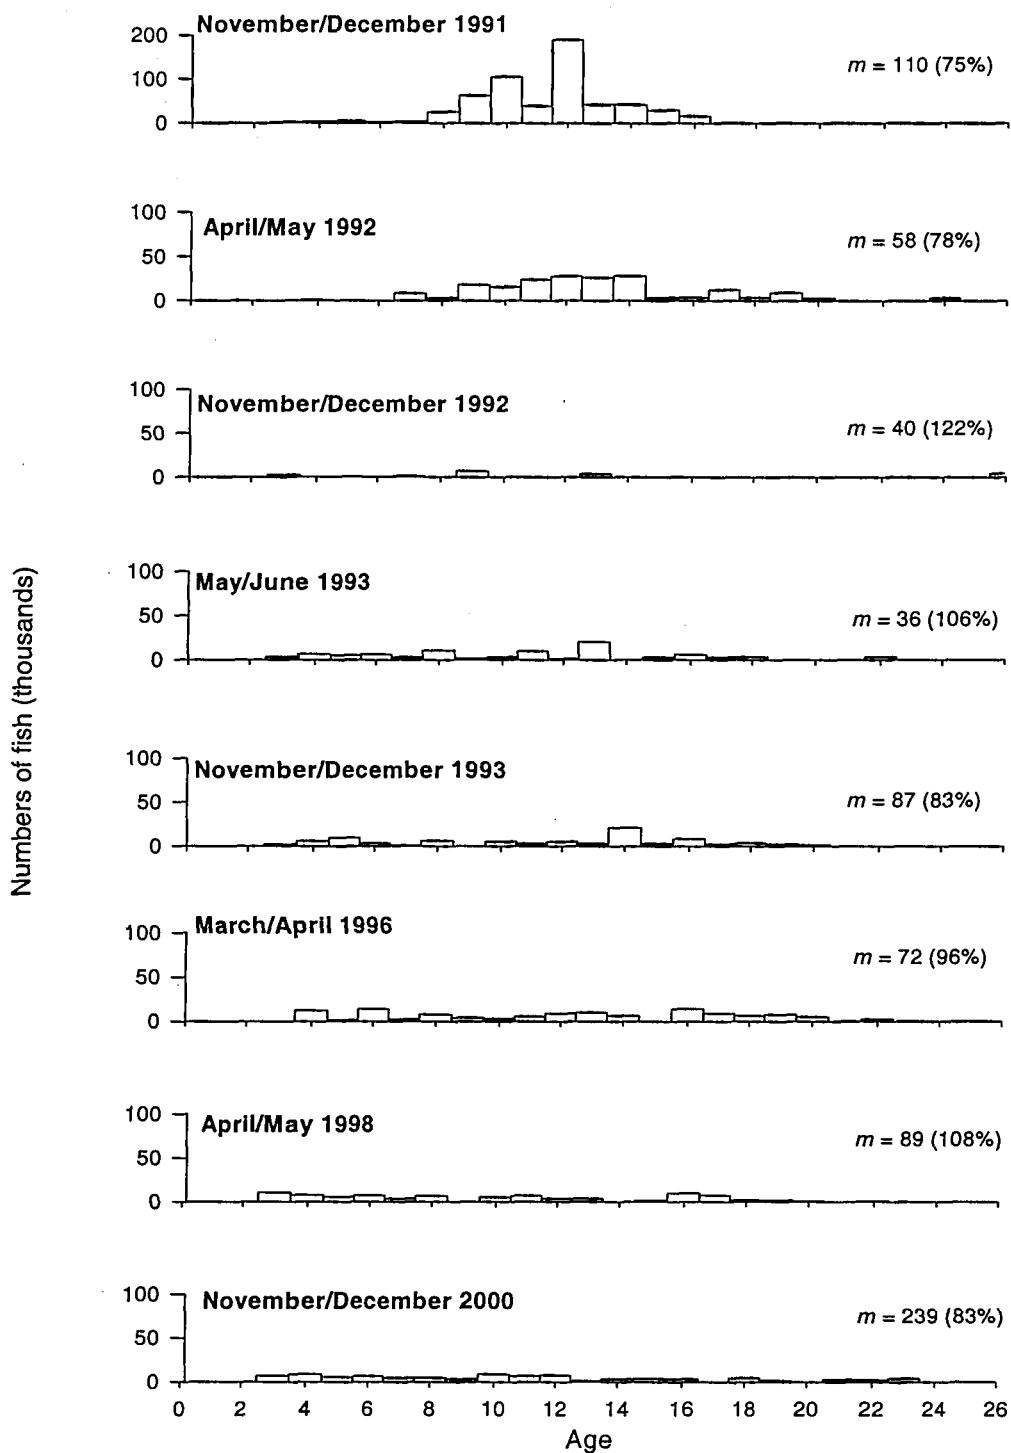 November/December 1991
200
100
0
m = 110 (75%)
April/May 1992
100
50
0
m = 58 (78%)
November/December 1992
100
50
0
m = 40 (122%)
May/June 1993
100
50
0
m = 36 (106%)
November/December 1993
100
50
0
m = 87 (83%)
March/April 1996
100
50
0
m = 72 (96%)
April/May 1998
100
50
0
m = 89 (108%)
November/December 2000
100
50
0
m = 239 (83%)
0 2 4 6 8 10 12 14 16 18 20 22 24 26
Age
Numbers of fish (thousands)